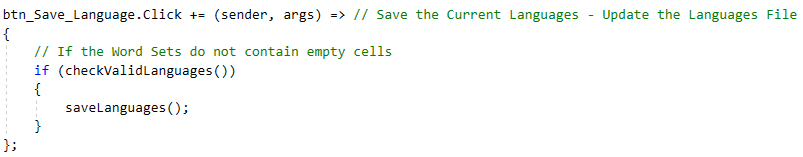 btn_Save_Language.Click += (sender, args) => // Save the Current Languages - Update the Languages File
{
    // If the Word Sets do not contain empty cells
    if (checkValidLanguages())
    {
        saveLanguages();
    }
};